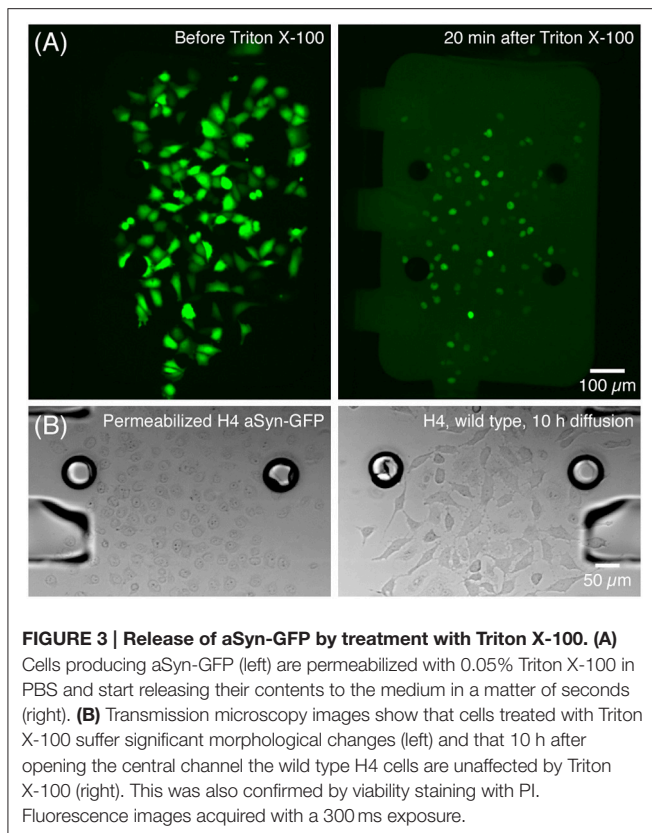 (A)
Before Triton X-100
20 min after Triton X-100
100 µm
(B)
Permeabilized H4 aSyn-GFP
H4, wild type, 10 h diffusion
50 µm
FIGURE 3 | Release of aSyn-GFP by treatment with Triton X-100. (A)
Cells producing aSyn-GFP (left) are permeabilized with 0.05% Triton X-100 in
PBS and start releasing their contents to the medium in a matter of seconds
(right). (B) Transmission microscopy images show that cells treated with Triton
X-100 suffer significant morphological changes (left) and that 10 h after
opening the central channel the wild type H4 cells are unaffected by Triton
X-100 (right). This was also confirmed by viability staining with PI.
Fluorescence images acquired with a 300 ms exposure.